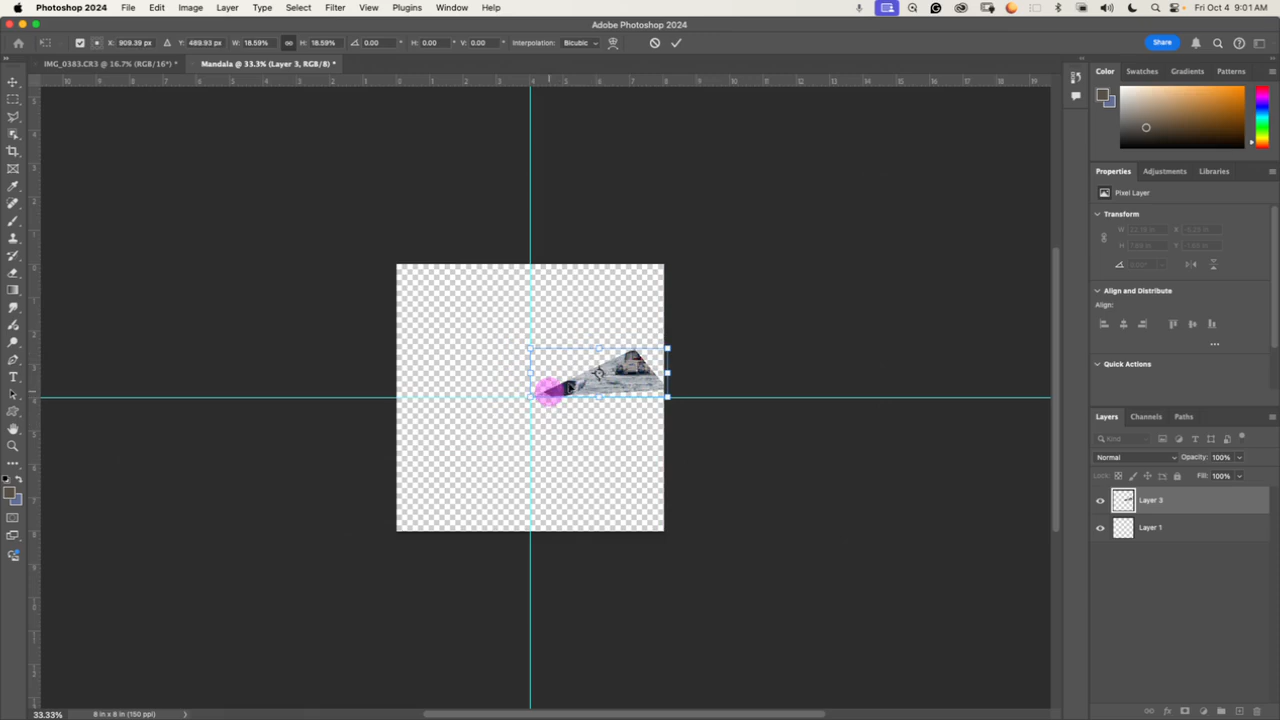 Photoshop 2024 File Edit Image Layer Type Select Filter View Plugins Window Help Fri Oct 4 9:01AM
Adobe Photoshop 2024
X: 909.39 px Y: 489.93 px W: 18.59% H: 18.59% 0.00 ° H: 0.00 ° V: 0.00 ° Interpolation: Bicubic Share
IMG_0383.CR3 @ 16.7% (RGB/16*) * Mandala @ 33.3% (Layer 3, RGB/8) *
Color Swatches Gradients Patterns
Properties Adjustments Libraries
Pixel Layer
Transform
Align and Distribute
Align:
Quick Actions
Layers Channels Paths
Kind
Normal Opacity: 100%
Lock: Fill: 100%
Layer 3
Layer 1
33.33% 8 in x 8 in (150 ppi)